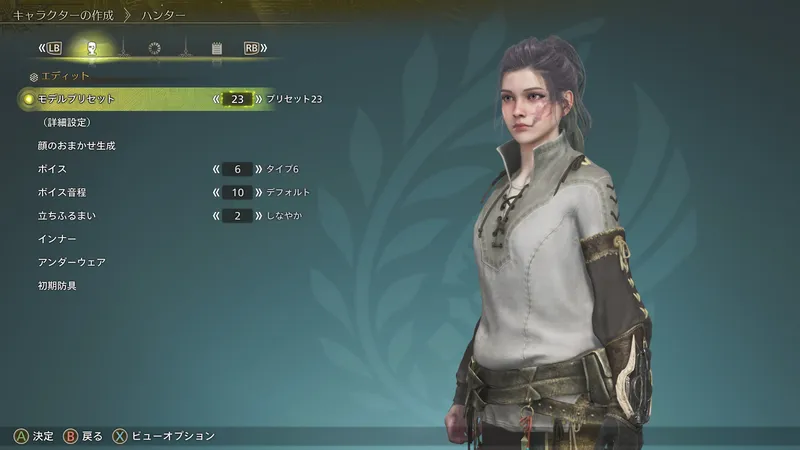 キャラクターの作成 》 ハンター
《 LB RB 》
エディット
モデルプリセット 《 23 》 プリセット23
（詳細設定）
顔のおまかせ生成
ボイス 《 6 》 タイプ6
ボイス音程 《 10 》 デフォルト
立ちふるまい 《 2 》 しなやか
インナー
アンダーウェア
初期防具
A 決定 B 戻る X ビューオプション